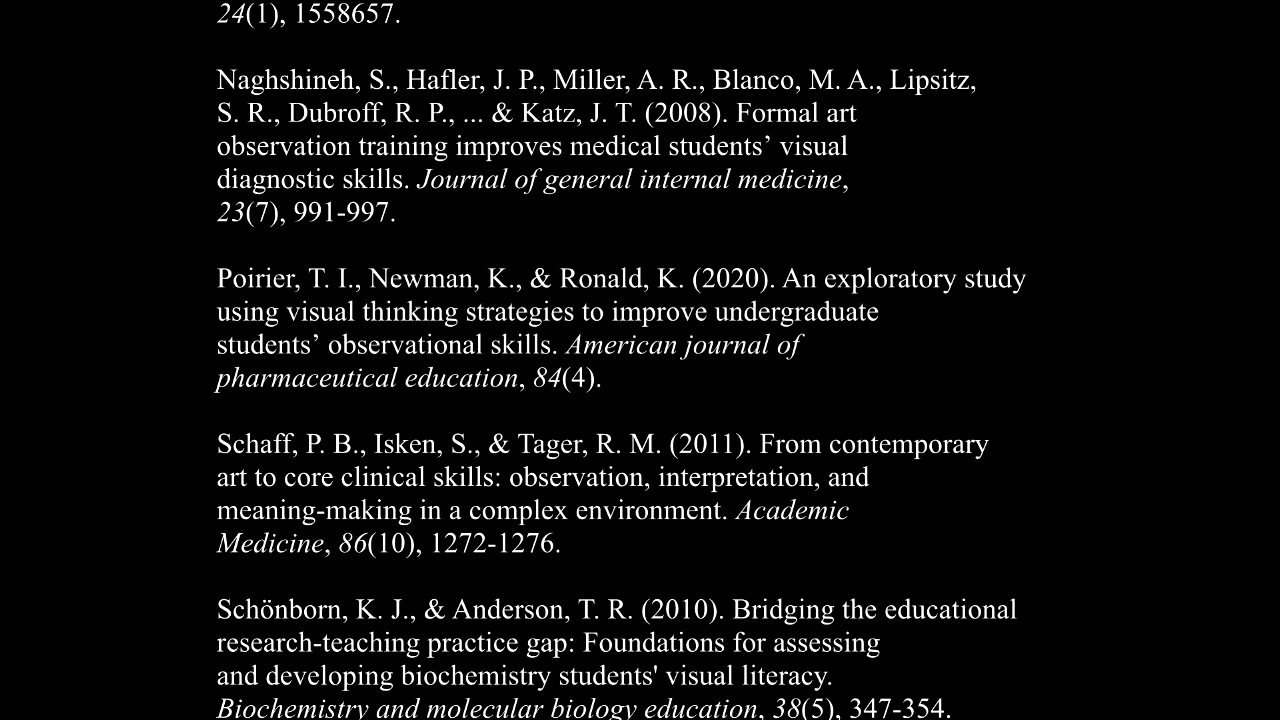 24(1), 1558657.
Naghshineh, S., Hafler, J. P., Miller, A. R., Blanco, M. A., Lipsitz,
S. R., Dubroff, R. P., ... & Katz, J. T. (2008). Formal art
observation training improves medical students’ visual
diagnostic skills. Journal of general internal medicine,
23(7), 991-997.
Poirier, T. I., Newman, K., & Ronald, K. (2020). An exploratory study
using visual thinking strategies to improve undergraduate
students’ observational skills. American journal of
pharmaceutical education, 84(4).
Schaff, P. B., Isken, S., & Tager, R. M. (2011). From contemporary
art to core clinical skills: observation, interpretation, and
meaning-making in a complex environment. Academic
Medicine, 86(10), 1272-1276.
Schönborn, K. J., & Anderson, T. R. (2010). Bridging the educational
research-teaching practice gap: Foundations for assessing
and developing biochemistry students' visual literacy.
Biochemistry and molecular biology education, 38(5), 347-354.